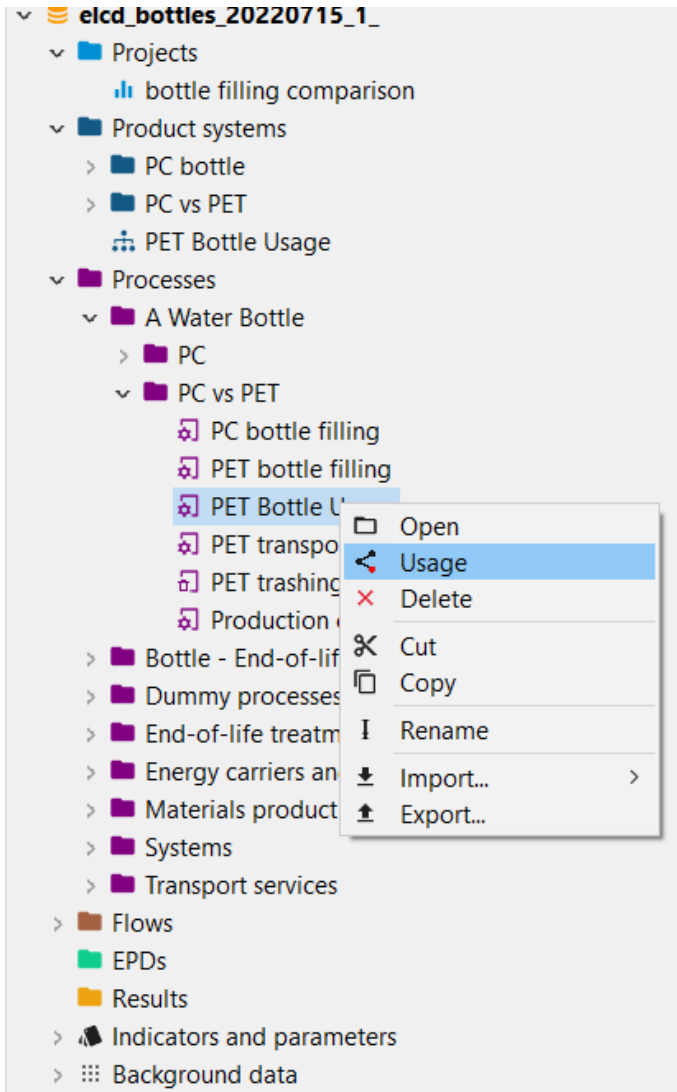 elcd_bottles_20220715_1_
Projects
bottle filling comparison
Product systems
PC bottle
PC vs PET
PET Bottle Usage
Processes
A Water Bottle
PC
PC vs PET
PC bottle filling
PET bottle filling
PET Bottle U
Open
PET transpo
Usage
PET trashing
Delete
Production
Cut
Bottle - End-of-lif
Copy
Dummy processes
Rename
End-of-life treatm
Energy carriers an
Import...
Materials product
Export...
Systems
Transport services
Flows
EPDs
Results
Indicators and parameters
Background data